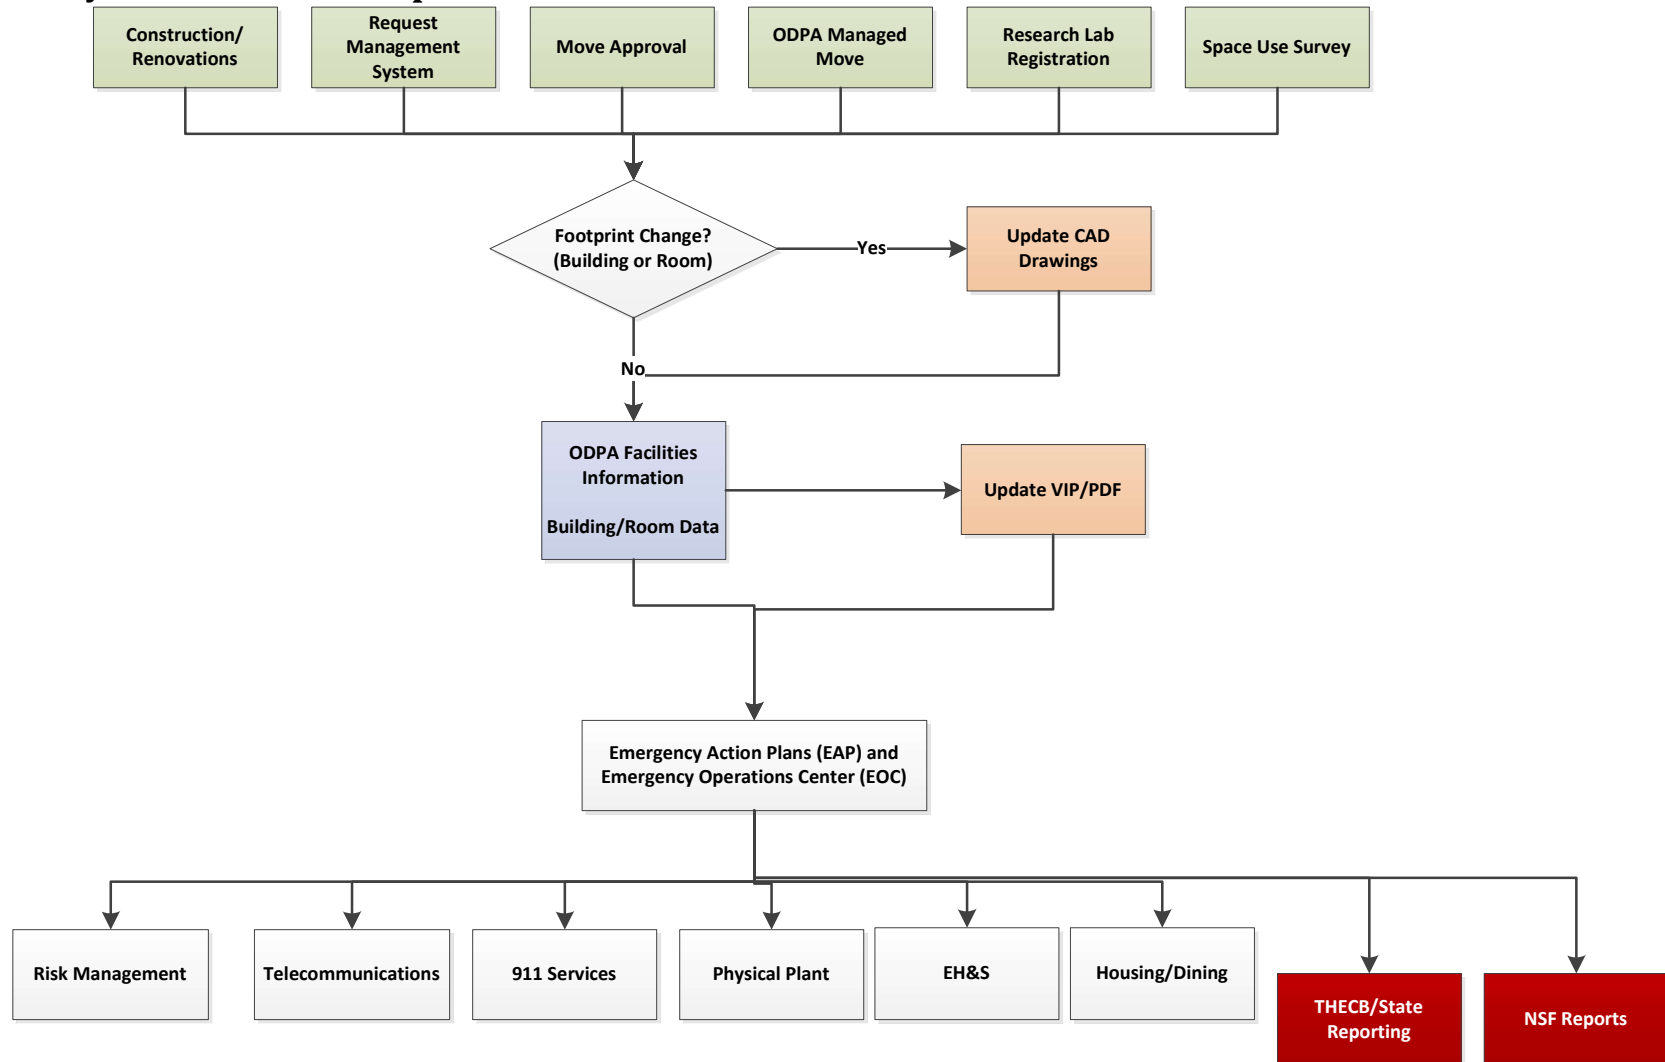 Construction/
Renovations
Request
Management
System
Move Approval
ODPA Managed
Move
Research Lab
Registration
Space Use Survey
Footprint Change?
(Building or Room)
Yes
Update CAD
Drawings
No
ODPA Facilities
Information
Building/Room Data
Update VIP/PDF
Emergency Action Plans (EAP) and
Emergency Operations Center (EOC)
Risk Management
Telecommunications
911 Services
Physical Plant
EH&S
Housing/Dining
THECB/State
Reporting
NSF Reports